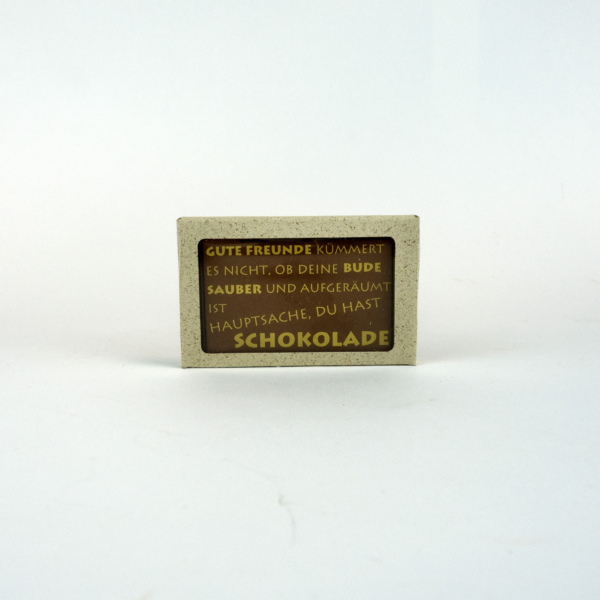 GUTE FREUNDE KÜMMERT
ES NICHT, OB DEINE BUDE
SAUBER UND AUFGERÄUMT
IST
HAUPTSACHE, DU HAST
SCHOKOLADE